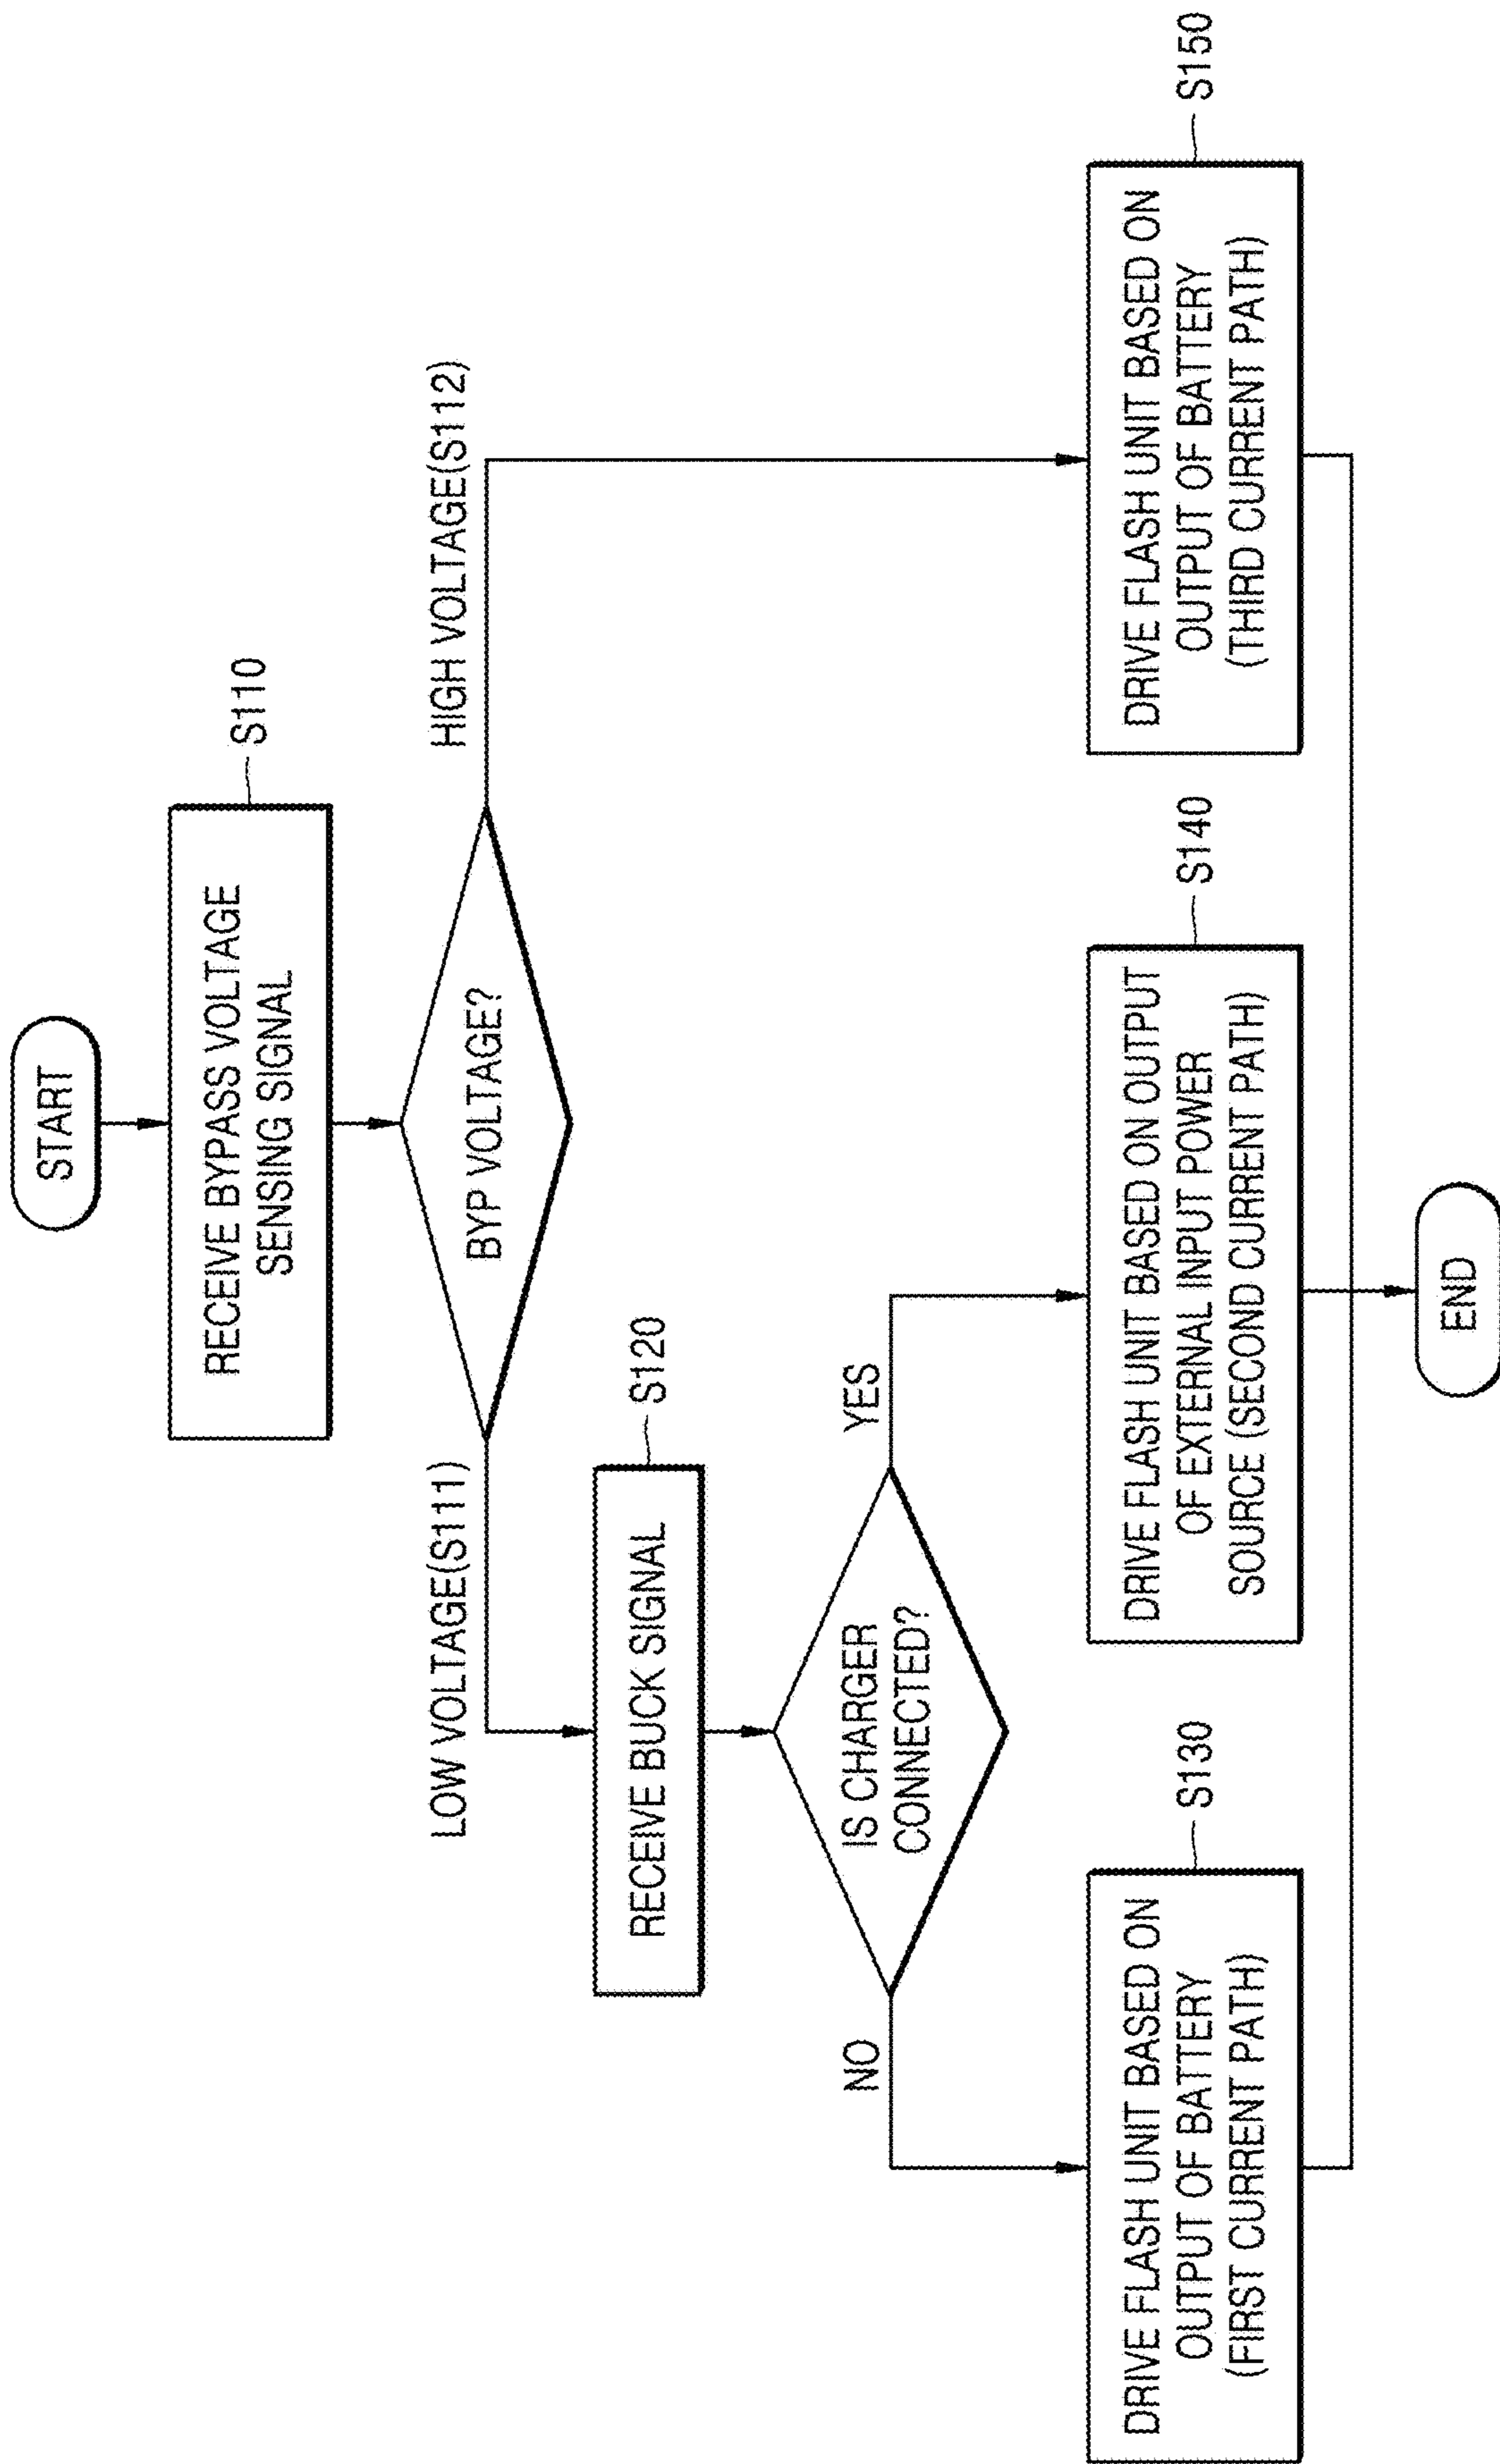 START
RECEIVE BYPASS VOLTAGE
SENSING SIGNAL
S110
BYP VOLTAGE?
LOW VOLTAGE(S111)
HIGH VOLTAGE(S112)
RECEIVE BUCK SIGNAL
S120
IS CHARGER
CONNECTED?
NO
YES
DRIVE FLASH UNIT BASED ON
OUTPUT OF BATTERY
(FIRST CURRENT PATH)
S130
DRIVE FLASH UNIT BASED ON OUTPUT
OF EXTERNAL INPUT POWER
SOURCE (SECOND CURRENT PATH)
S140
DRIVE FLASH UNIT BASED ON
OUTPUT OF BATTERY
(THIRD CURRENT PATH)
S150
END